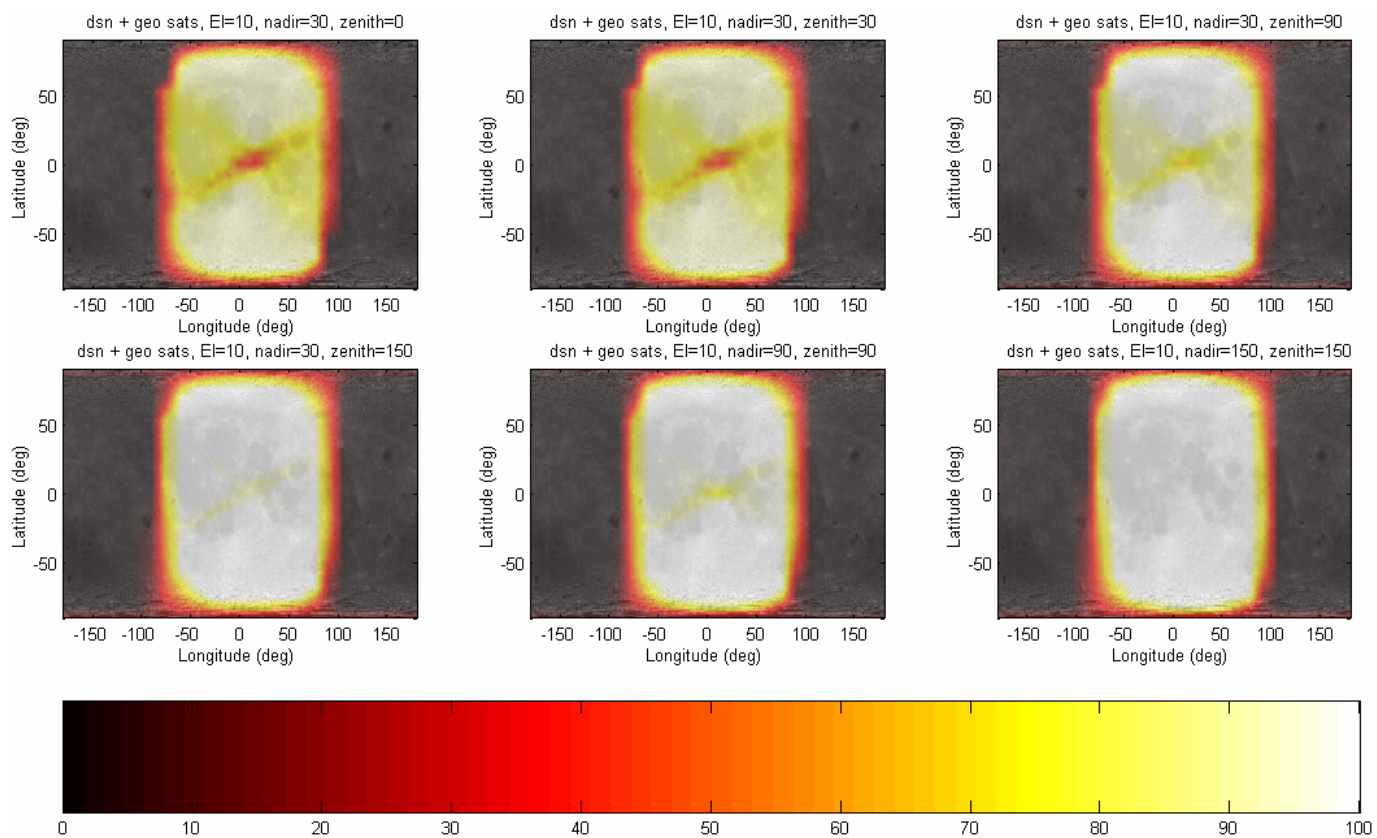 dsn + geo sats, El=10, nadir=30, zenith=0
dsn + geo sats, El=10, nadir=30, zenith=30
dsn + geo sats, El=10, nadir=30, zenith=90
Latitude (deg)
50
0
-50
-150 -100 -50 0 50 100 150
Longitude (deg)
Latitude (deg)
50
0
-50
-150 -100 -50 0 50 100 150
Longitude (deg)
Latitude (deg)
50
0
-50
-150 -100 -50 0 50 100 150
Longitude (deg)
dsn + geo sats, El=10, nadir=30, zenith=150
dsn + geo sats, El=10, nadir=90, zenith=90
dsn + geo sats, El=10, nadir=150, zenith=150
Latitude (deg)
50
0
-50
-150 -100 -50 0 50 100 150
Longitude (deg)
Latitude (deg)
50
0
-50
-150 -100 -50 0 50 100 150
Longitude (deg)
Latitude (deg)
50
0
-50
-150 -100 -50 0 50 100 150
Longitude (deg)
0 10 20 30 40 50 60 70 80 90 100